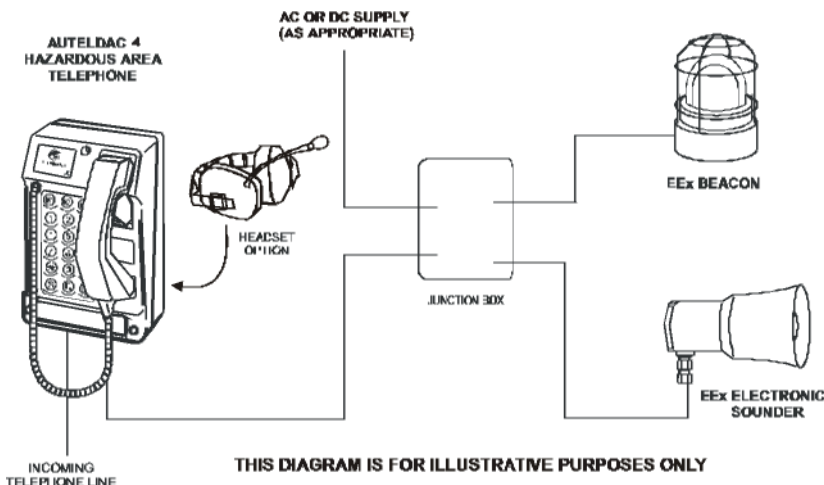 AUTELDAC 4
HAZARDOUS AREA
TELEPHONE
AC OR DC SUPPLY
(AS APPROPRIATE)
EEx BEACON
HEADSET
OPTION
JUNCTION BOX
EEx ELECTRONIC
SOUNDER
INCOMING
TELEPHONE LINE
THIS DIAGRAM IS FOR ILLUSTRATIVE PURPOSES ONLY